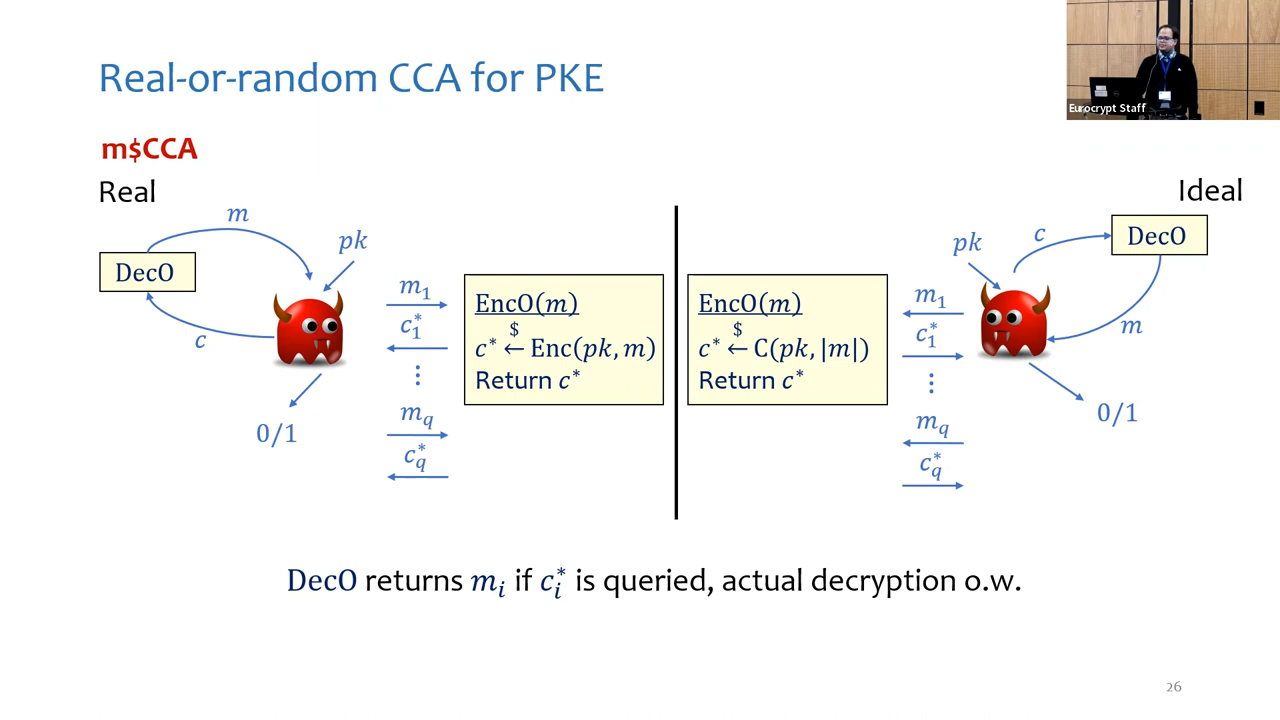 Real-or-random CCA for PKE
Eurocrypt Staff
m$CCA
Real
Ideal
m
DecO
pk
c
0/1
m₁
c₁*
⋮
m_q
c_q*
EncO(m)
c* ←$ Enc(pk, m)
Return c*
EncO(m)
c* ←$ C(pk, |m|)
Return c*
m₁
c₁*
⋮
m_q
c_q*
pk
c
DecO
m
0/1
DecO returns mᵢ if cᵢ* is queried, actual decryption o.w.
26